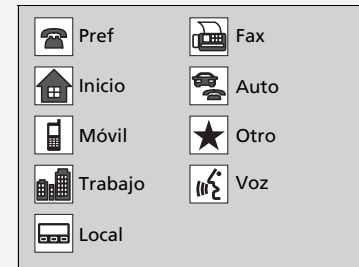 Pref
Fax
Inicio
Auto
Móvil
Otro
Trabajo
Voz
Local